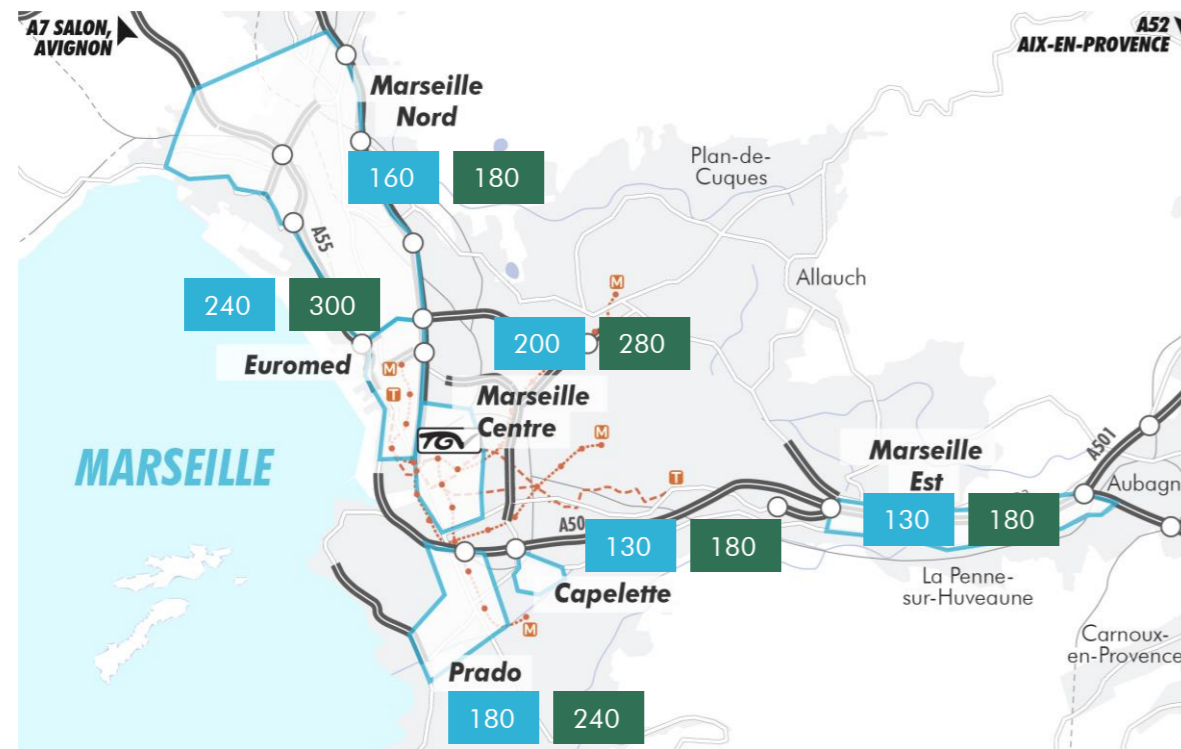 A7 SALON,
AVIGNON
A52
AIX-EN-PROVENCE
Marseille
Nord
160 180
Plan-de-
Cuques
A55
Allauch
M
240 300
200 280
Euromed
M
T
Marseille
Centre
TGV
M
MARSEILLE
T
Marseille
Est
A501
Aubagn
130 180
A50
130 180
Capelette
La Penne-
sur-Huveaune
M
Carnoux-
en-Provence
Prado
180 240